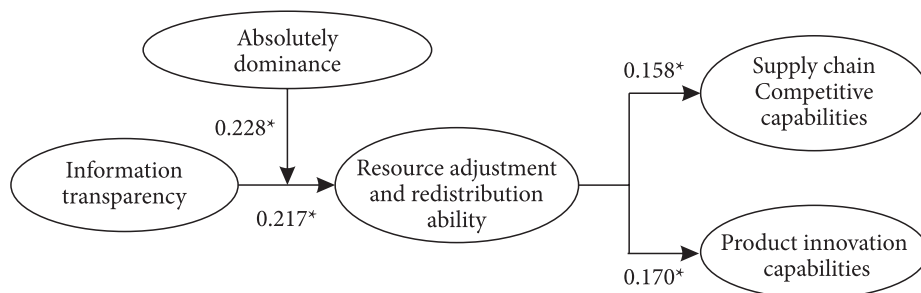 Absolutely
dominance
0.228*
Information
transparency
0.217*
Resource adjustment
and redistribution
ability
0.158*
Supply chain
Competitive
capabilities
0.170*
Product innovation
capabilities